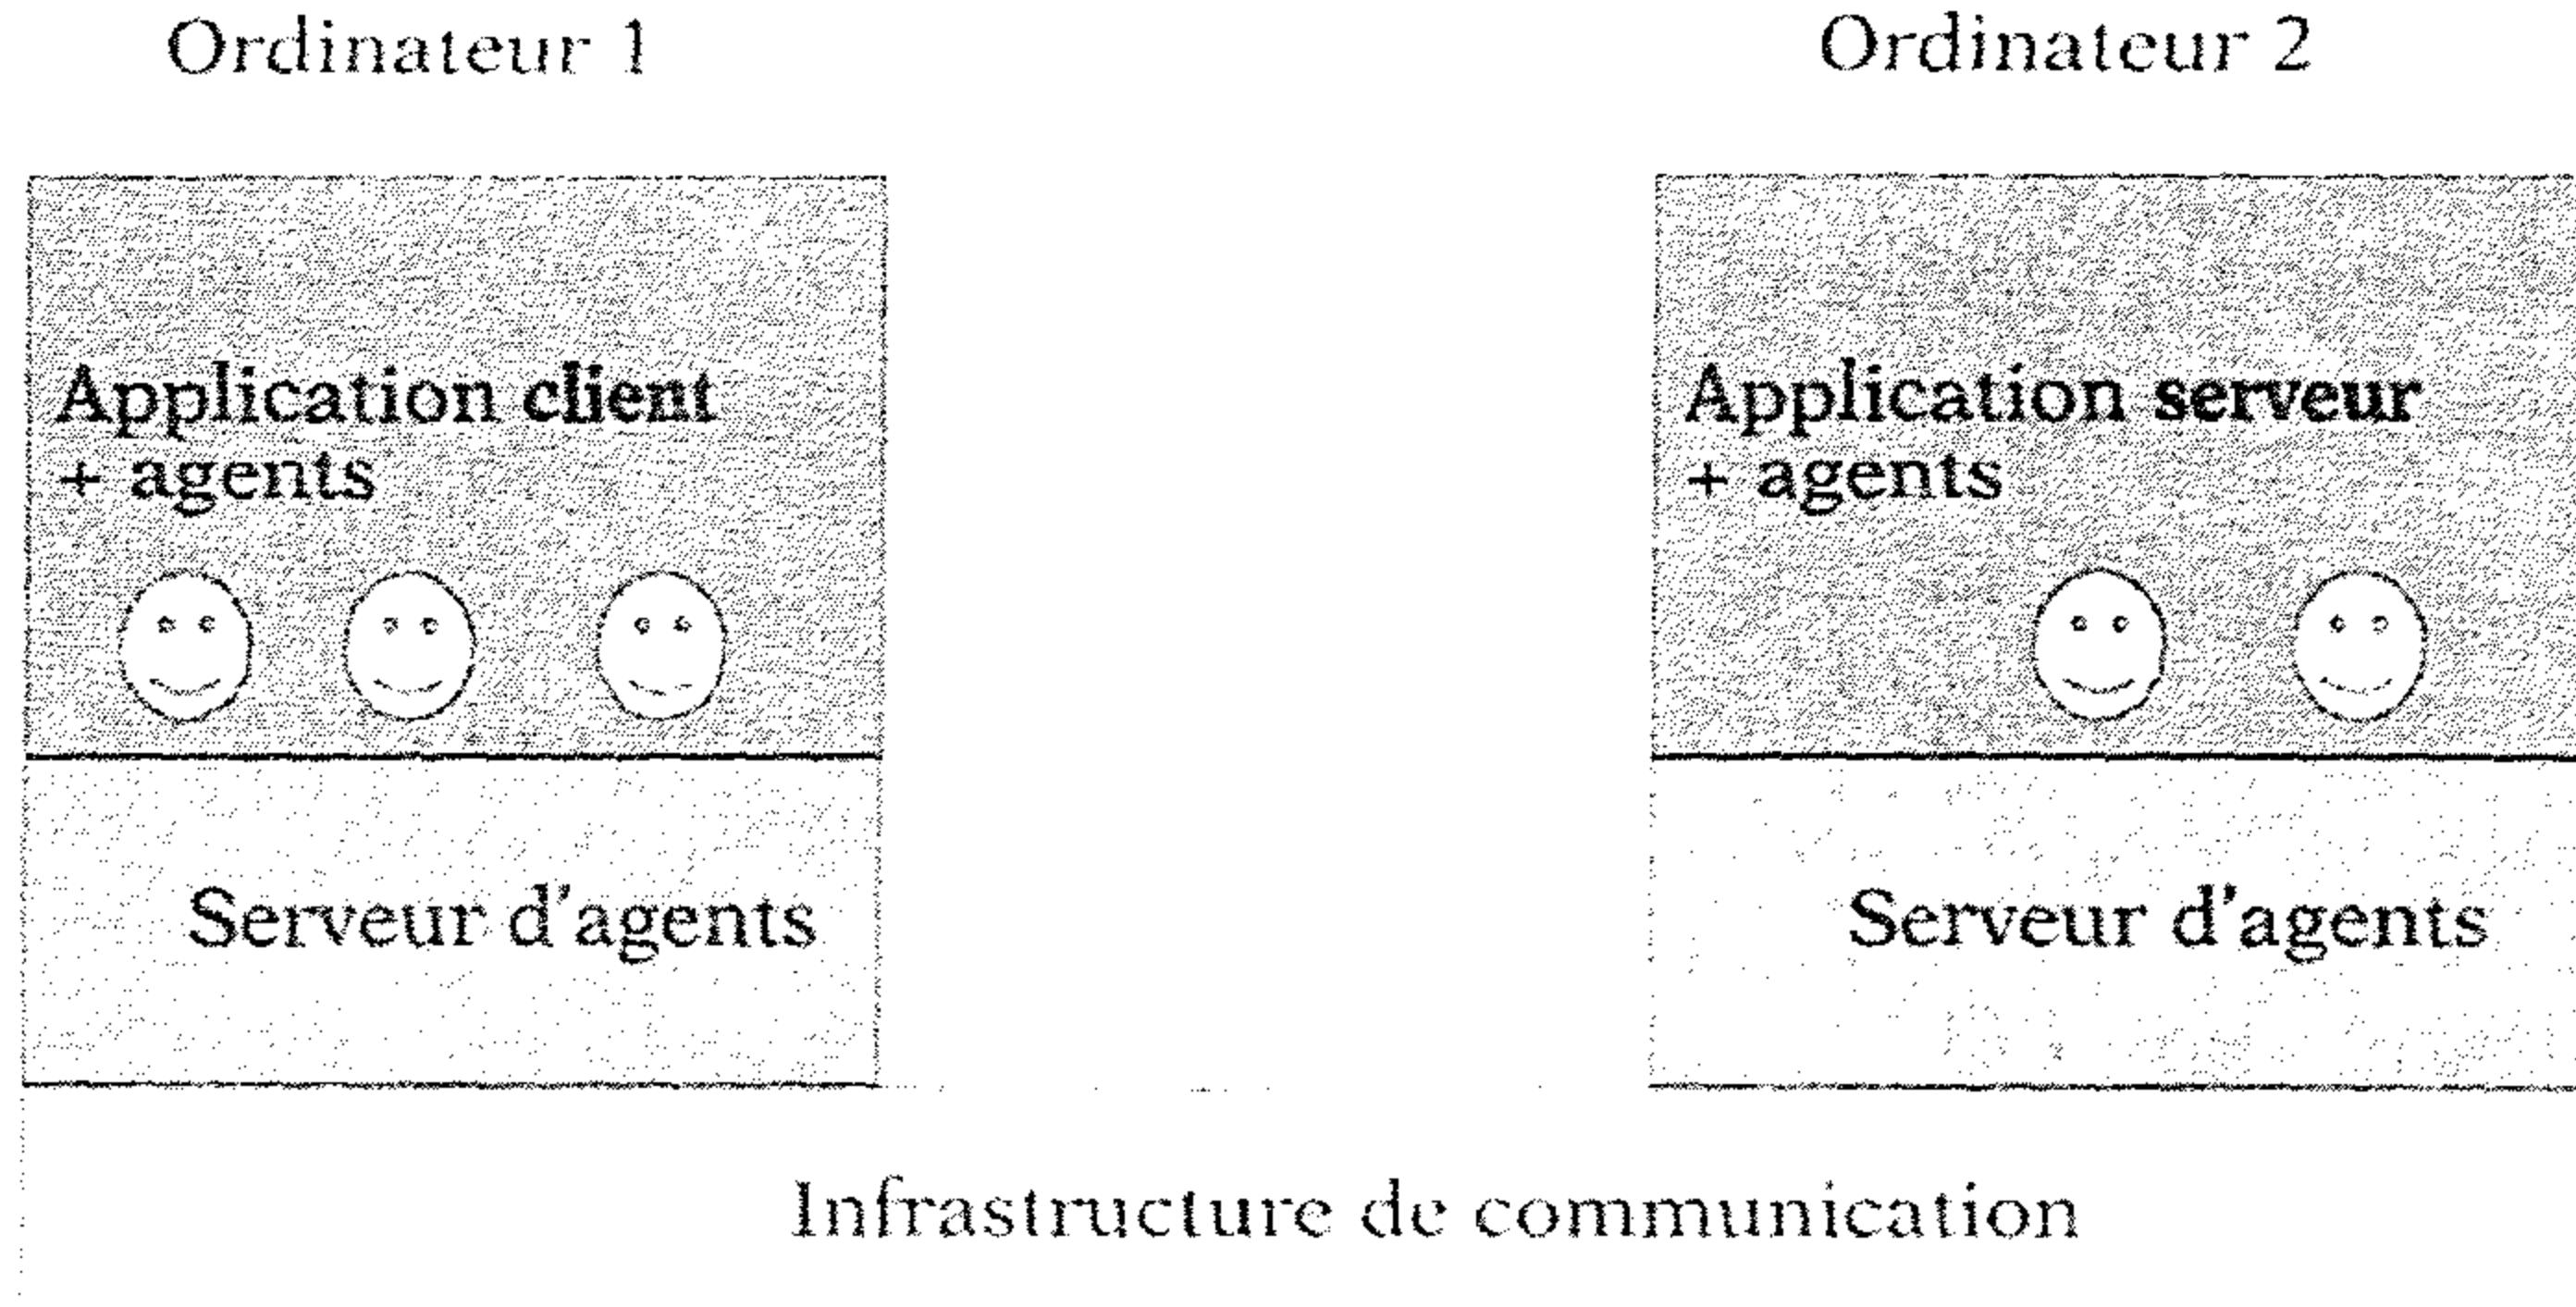 Ordinateur 1
Ordinateur 2
Application client
+ agents
Application serveur
+ agents
Serveur d'agents
Serveur d'agents
Infrastructure de communication